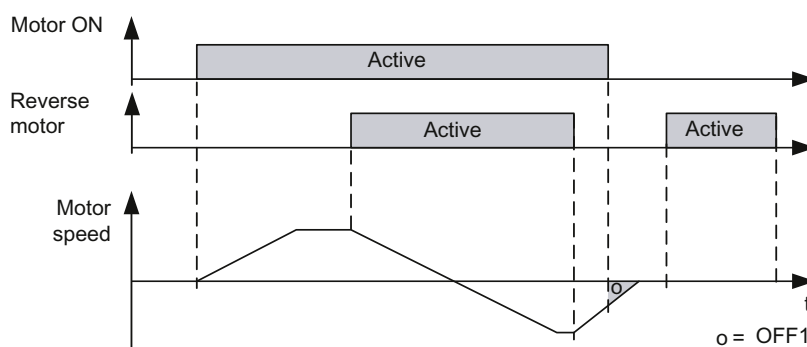 Motor ON
Active
Reverse
motor
Active
Active
Motor
speed
o
t
o = OFF1